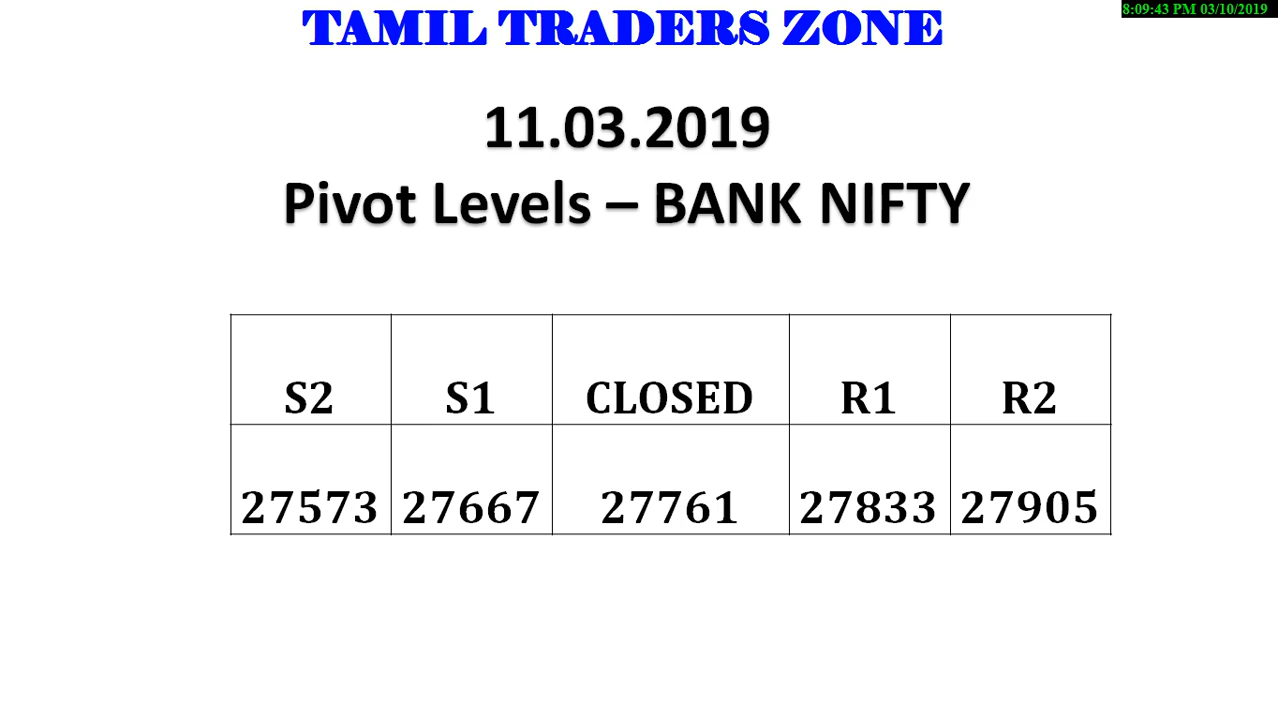 TAMIL TRADERS ZONE
8:09:43 PM 03/10/2019
11.03.2019
Pivot Levels – BANK NIFTY
S2 S1 CLOSED R1 R2
27573 27667 27761 27833 27905